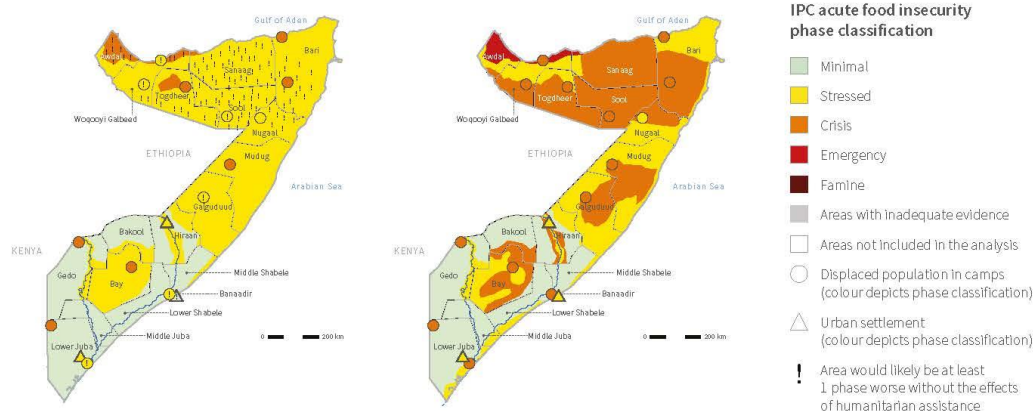 Gulf of Aden
Awdal
Bari
Sanaag
Togdheer
Sool
Woqooyi Galbeed
Nugaal
ETHIOPIA
Mudug
Arabian Sea
Galguduud
Bakool
Hiraan
KENYA
Gedo
Middle Shabele
Bay
Banaadir
Lower Shabele
Middle Juba
Lower Juba
0 200 km
Gulf of Aden
Awdal
Bari
Sanaag
Togdheer
Sool
Woqooyi Galbeed
Nugaal
ETHIOPIA
Mudug
Arabian Sea
Galguduud
Bakool
Hiraan
KENYA
Gedo
Middle Shabele
Bay
Banaadir
Lower Shabele
Middle Juba
Lower Juba
0 200 km
IPC acute food insecurity
phase classification
Minimal
Stressed
Crisis
Emergency
Famine
Areas with inadequate evidence
Areas not included in the analysis
Displaced population in camps
(colour depicts phase classification)
Urban settlement
(colour depicts phase classification)
! Area would likely be at least
1 phase worse without the effects
of humanitarian assistance